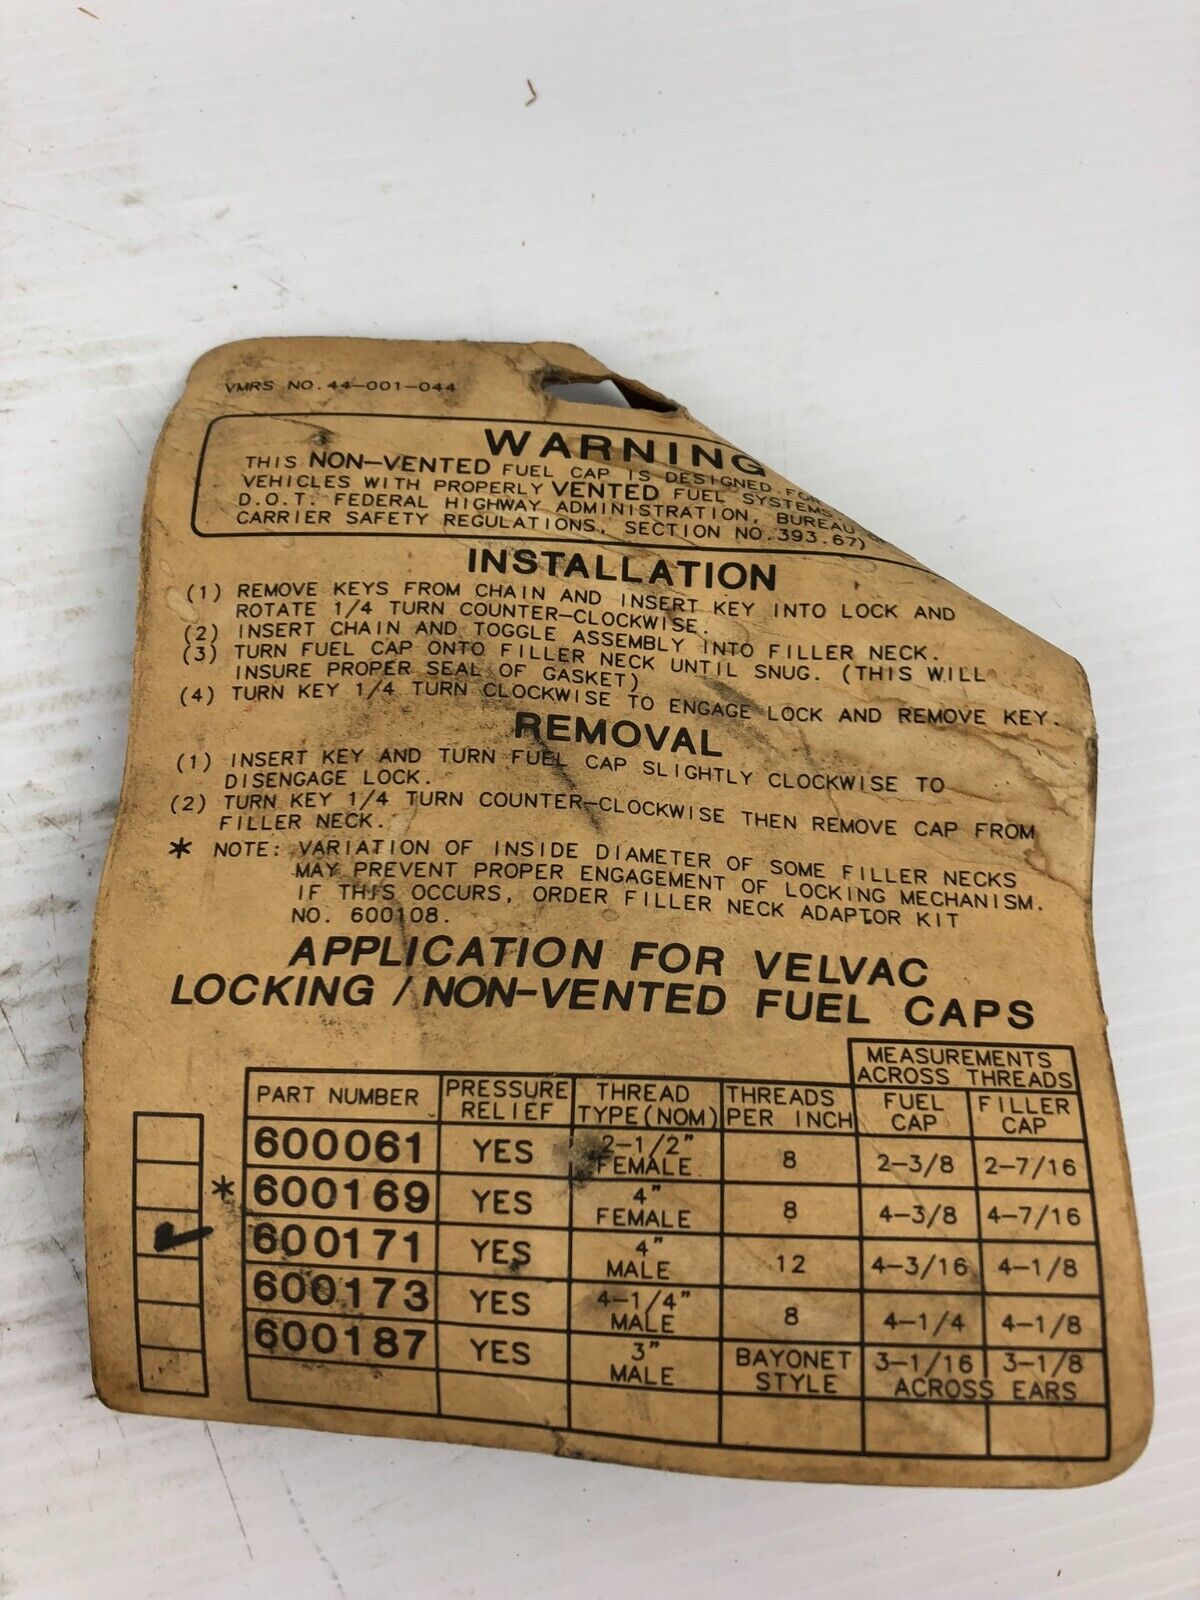 VMRS NO. 44-001-044
WARNING
THIS NON-VENTED FUEL CAP IS DESIGNED FOR
VEHICLES WITH PROPERLY VENTED FUEL SYSTEMS.
D.O.T. FEDERAL HIGHWAY ADMINISTRATION, BUREAU OF
CARRIER SAFETY REGULATIONS, SECTION NO. 393.67)
INSTALLATION
(1) REMOVE KEYS FROM CHAIN AND INSERT KEY INTO LOCK AND
ROTATE 1/4 TURN COUNTER-CLOCKWISE.
(2) INSERT CHAIN AND TOGGLE ASSEMBLY INTO FILLER NECK.
(3) TURN FUEL CAP ONTO FILLER NECK UNTIL SNUG. (THIS WILL
INSURE PROPER SEAL OF GASKET)
(4) TURN KEY 1/4 TURN CLOCKWISE TO ENGAGE LOCK AND REMOVE KEY.
REMOVAL
(1) INSERT KEY AND TURN FUEL CAP SLIGHTLY CLOCKWISE TO
DISENGAGE LOCK.
(2) TURN KEY 1/4 TURN COUNTER-CLOCKWISE THEN REMOVE CAP FROM
FILLER NECK.
* NOTE: VARIATION OF INSIDE DIAMETER OF SOME FILLER NECKS
MAY PREVENT PROPER ENGAGEMENT OF LOCKING MECHANISM.
IF THIS OCCURS, ORDER FILLER NECK ADAPTOR KIT
NO. 600108.
APPLICATION FOR VELVAC
LOCKING / NON-VENTED FUEL CAPS
MEASUREMENTS
ACROSS THREADS
PART NUMBER PRESSURE RELIEF THREAD TYPE (NOM) THREADS PER INCH FUEL CAP FILLER CAP
600061 YES 2-1/2" FEMALE 8 2-3/8 2-7/16
* 600169 YES 4" FEMALE 8 4-3/8 4-7/16
✓ 600171 YES 4" MALE 12 4-3/16 4-1/8
600173 YES 4-1/4" MALE 8 4-1/4 4-1/8
600187 YES 3" MALE BAYONET STYLE 3-1/16 3-1/8
ACROSS EARS